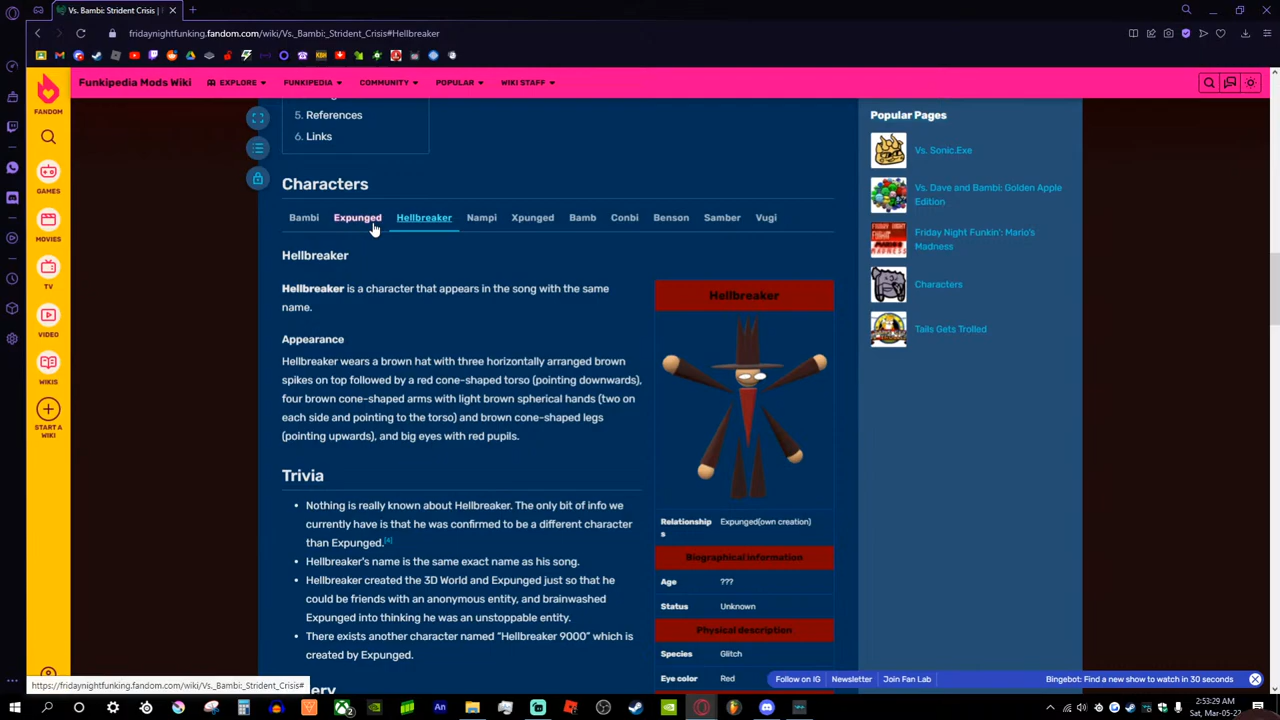 Vs. Bambi: Strident Crisis |
fridaynightfunking.fandom.com/wiki/Vs._Bambi:_Strident_Crisis#Hellbreaker
FANDOM
GAMES
MOVIES
TV
VIDEO
WIKIS
START A
WIKI
Funkipedia Mods Wiki
EXPLORE
FUNKIPEDIA
COMMUNITY
POPULAR
WIKI STAFF
5. References
6. Links
Characters
Bambi
Expunged
Hellbreaker
Nampi
Xpunged
Bamb
Conbi
Benson
Samber
Vugi
Hellbreaker
Hellbreaker is a character that appears in the song with the same
name.
Appearance
Hellbreaker wears a brown hat with three horizontally arranged brown
spikes on top followed by a red cone-shaped torso (pointing downwards),
four brown cone-shaped arms with light brown spherical hands (two on
each side and pointing to the torso) and brown cone-shaped legs
(pointing upwards), and big eyes with red pupils.
Trivia
• Nothing is really known about Hellbreaker. The only bit of info we
currently have is that he was confirmed to be a different character
than Expunged.[4]
• Hellbreaker's name is the same exact name as his song.
• Hellbreaker created the 3D World and Expunged just so that he
could be friends with an anonymous entity, and brainwashed
Expunged into thinking he was an unstoppable entity.
• There exists another character named "Hellbreaker 9000" which is
created by Expunged.
Hellbreaker
Relationship
s
Expunged(own creation)
Biographical information
Age
???
Status
Unknown
Physical description
Species
Glitch
Eye color
Red
Popular Pages
Vs. Sonic.Exe
Vs. Dave and Bambi: Golden Apple
Edition
Friday Night Funkin': Mario's
Madness
Characters
Tails Gets Trolled
Follow on IG
Newsletter
Join Fan Lab
Bingebot: Find a new show to watch in 30 seconds
https://fridaynightfunking.fandom.com/wiki/Vs._Bambi:_Strident_Crisis#
2:53:29 AM